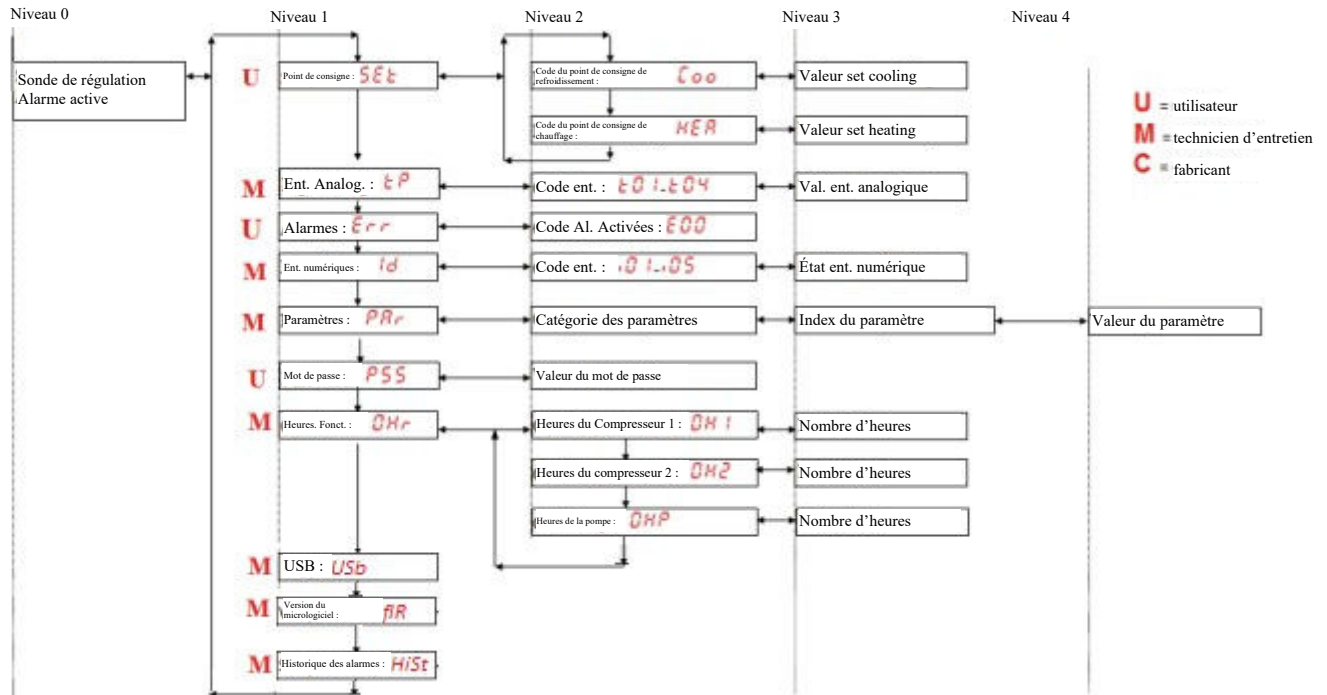 Niveau 0
Niveau 1
Niveau 2
Niveau 3
Niveau 4
Sonde de régulation
Alarme active
U
Point de consigne : SEt
Code du point de consigne de
refroidissement :
Coo
Valeur set cooling
Code du point de consigne de
chauffage :
HEA
Valeur set heating
U = utilisateur
M = technicien d’entretien
C = fabricant
M
Ent. Analog. : tP
Code ent. : t01..t04
Val. ent. analogique
U
Alarmes : Err
Code Al. Activées : E00
M
Ent. numériques : Id
Code ent. : i01..i05
État ent. numérique
M
Paramètres : PAr
Catégorie des paramètres
Index du paramètre
Valeur du paramètre
U
Mot de passe : PSS
Valeur du mot de passe
M
Heures. Fonct. : OHr
Heures du Compresseur 1 : OH1
Nombre d’heures
Heures du compresseur 2 : OH2
Nombre d’heures
Heures de la pompe : OHP
Nombre d’heures
M
USB : USb
M
Version du
micrologiciel :
fIR
M
Historique des alarmes : HiSt